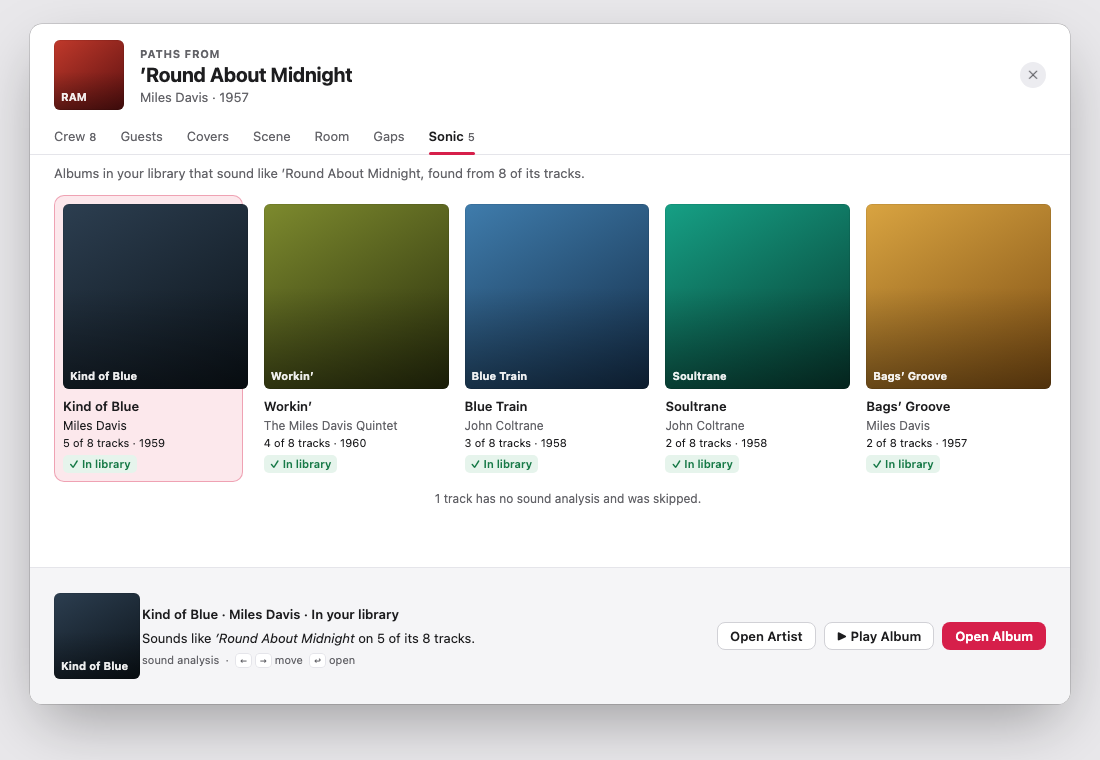 RAM
PATHS FROM
’Round About Midnight
Miles Davis · 1957
Crew 8 Guests Covers Scene Room Gaps Sonic 5
Albums in your library that sound like ’Round About Midnight, found from 8 of its tracks.
Kind of Blue
Kind of Blue
Miles Davis
5 of 8 tracks · 1959
✓ In library
Workin’
Workin’
The Miles Davis Quintet
4 of 8 tracks · 1960
✓ In library
Blue Train
Blue Train
John Coltrane
3 of 8 tracks · 1958
✓ In library
Soultrane
Soultrane
John Coltrane
2 of 8 tracks · 1958
✓ In library
Bags’ Groove
Bags’ Groove
Miles Davis
2 of 8 tracks · 1957
✓ In library
1 track has no sound analysis and was skipped.
Kind of Blue
Kind of Blue · Miles Davis · In your library
Sounds like ’Round About Midnight on 5 of its 8 tracks.
sound analysis · ← → move ↩ open
Open Artist
▶ Play Album
Open Album